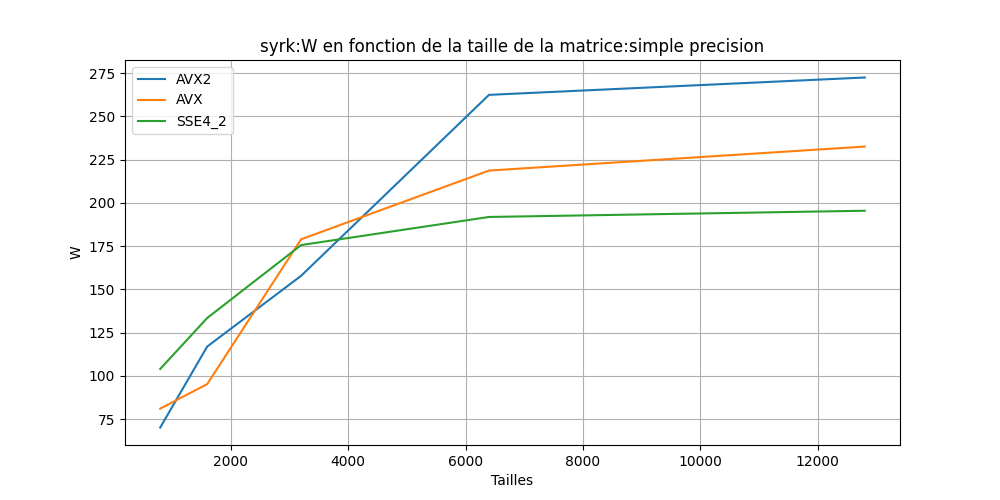 syrk:W en fonction de la taille de la matrice:simple precision
AVX2
AVX
SSE4_2
275
250
225
200
175
150
125
100
75
W
2000
4000
6000
8000
10000
12000
Tailles